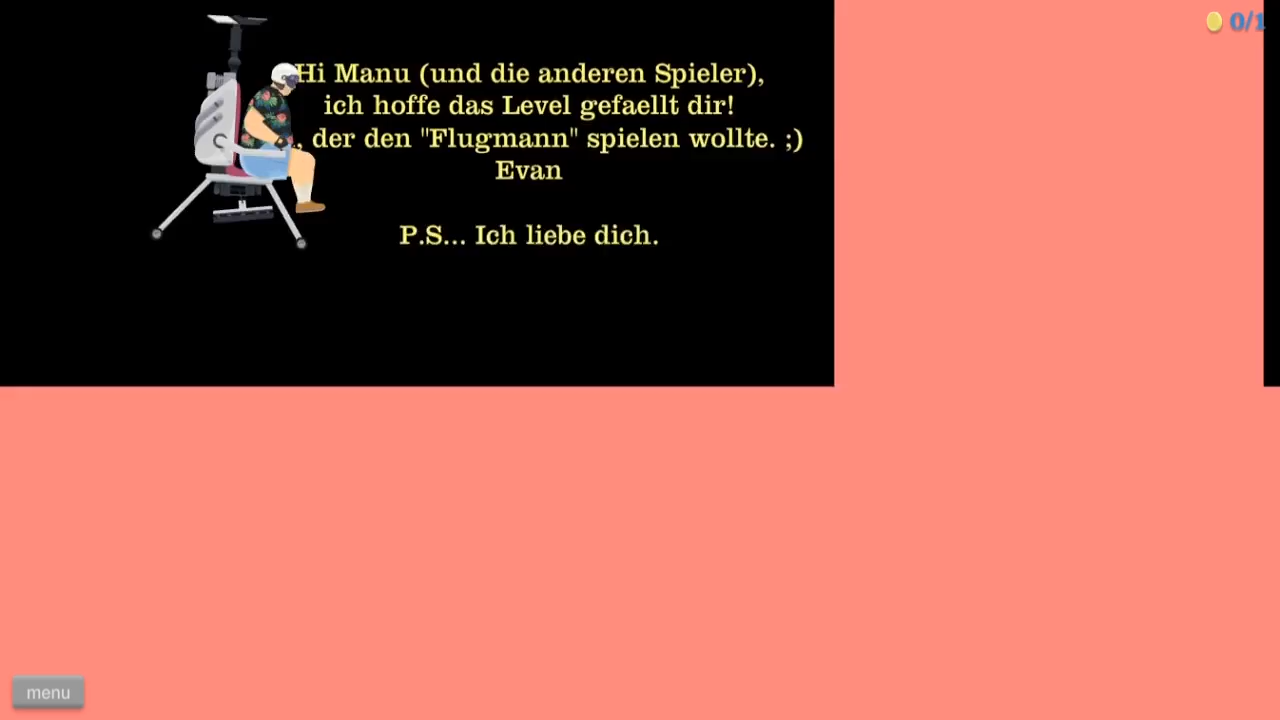 0/1
Hi Manu (und die anderen Spieler),
ich hoffe das Level gefaellt dir!
, der den "Flugmann" spielen wollte. ;)
Evan
P.S... Ich liebe dich.
menu